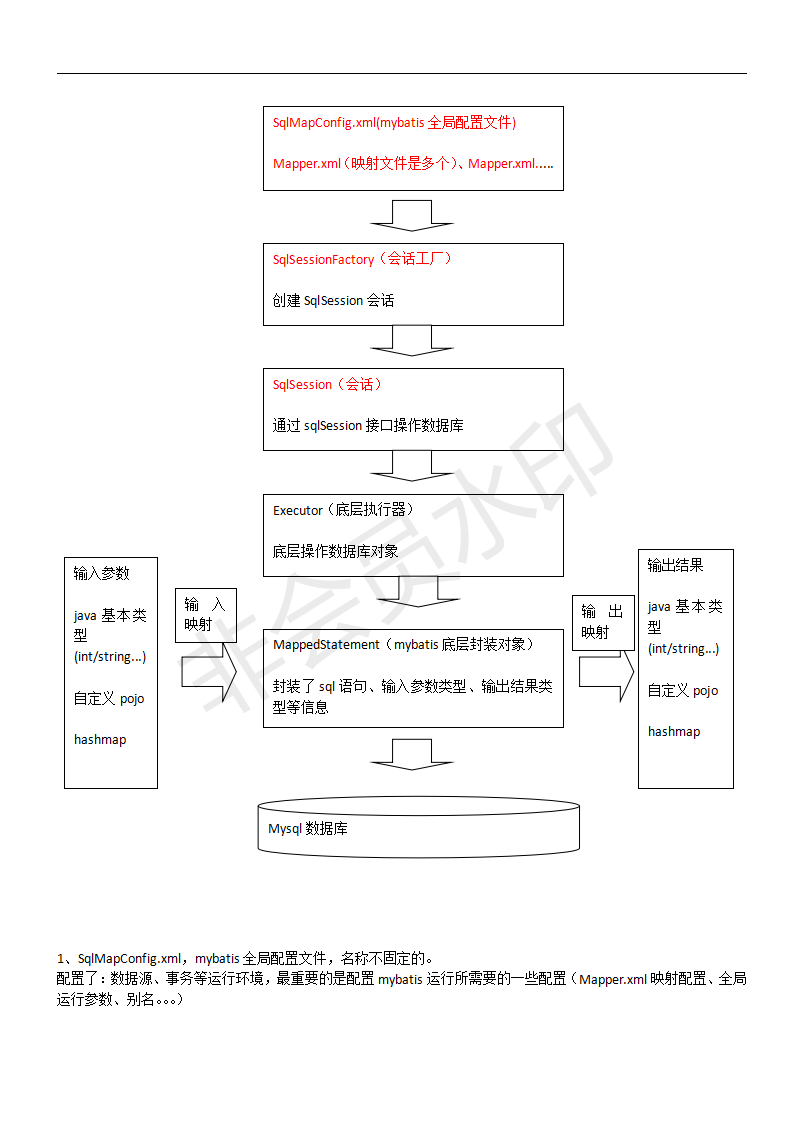 SqlMapConfig.xml(mybatis 全局配置文件)
Mapper.xml（映射文件是多个）、Mapper.xml.....
SqlSessionFactory（会话工厂）
创建 SqlSession 会话
SqlSession（会话）
通过 sqlSession 接口操作数据库
Executor（底层执行器）
底层操作数据库对象
输入参数
java 基本类
型
(int/string...)
自定义 pojo
hashmap
输 入
映射
MappedStatement（mybatis 底层封装对象）
封装了 sql 语句、输入参数类型、输出结果类
型等信息
输 出
映射
输出结果
java 基本类
型
(int/string...)
自定义 pojo
hashmap
Mysql 数据库
非会员水印
1、SqlMapConfig.xml，mybatis 全局配置文件，名称不固定的。
配置了：数据源、事务等运行环境，最重要的是配置 mybatis 运行所需要的一些配置（Mapper.xml 映射配置、全局
运行参数、别名。。。）